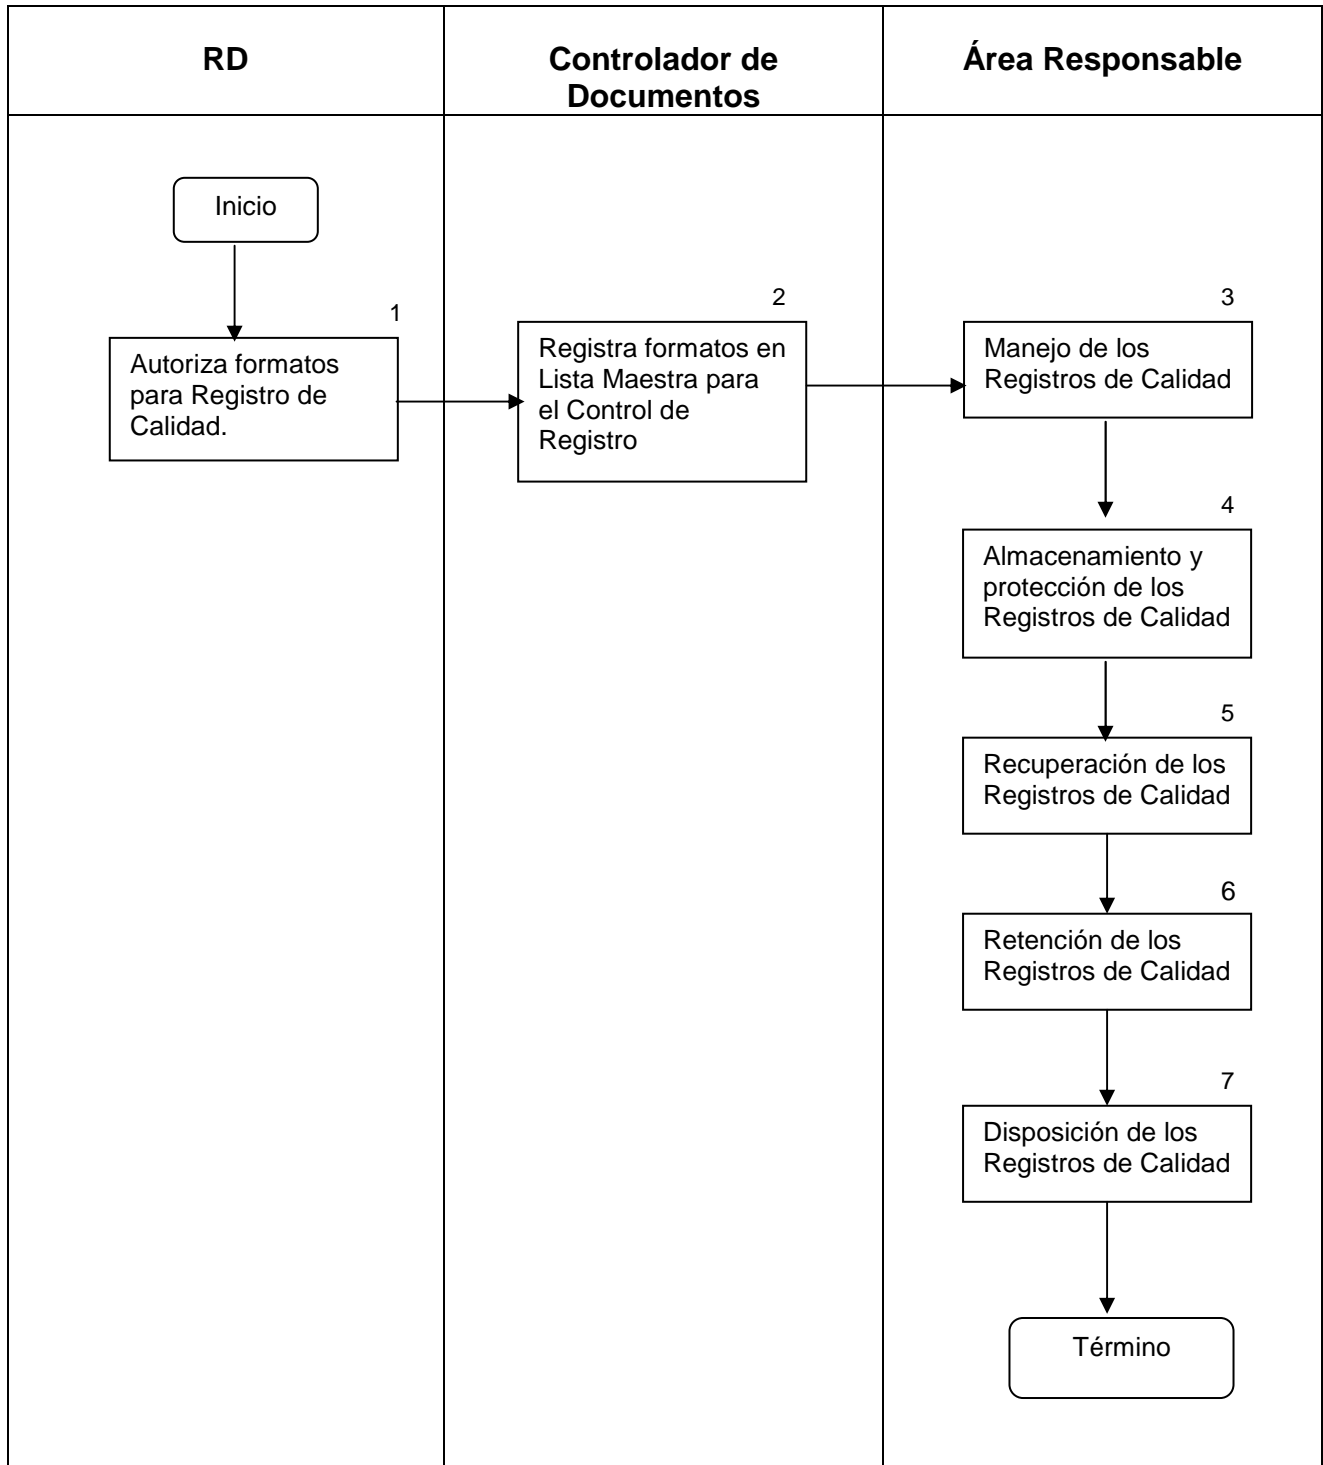 RD
Controlador de
Documentos
Área Responsable
Inicio
1
Autoriza formatos
para Registro de
Calidad.
2
Registra formatos en
Lista Maestra para
el Control de
Registro
3
Manejo de los
Registros de Calidad
4
Almacenamiento y
protección de los
Registros de Calidad
5
Recuperación de los
Registros de Calidad
6
Retención de los
Registros de Calidad
7
Disposición de los
Registros de Calidad
Término